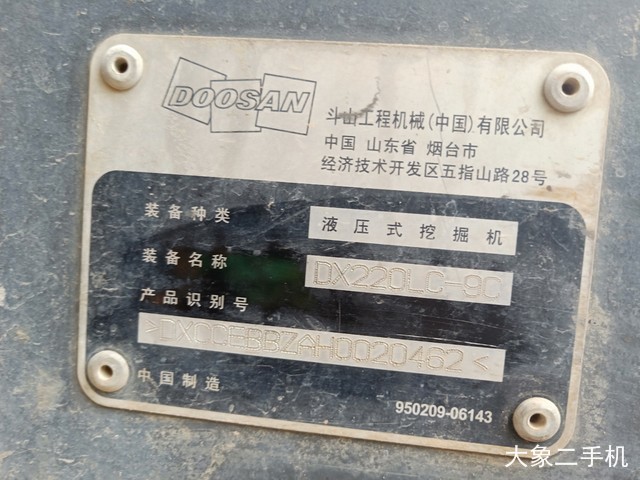 DOOSAN
斗山工程机械(中国)有限公司
中国 山东省 烟台市
经济技术开发区五指山路28号
装备种类 液压式挖掘机
装备名称 DX220LC-9C
产品识别号
>DXCCEBBZAH0020462<
中国制造
950209-06143
大象二手机